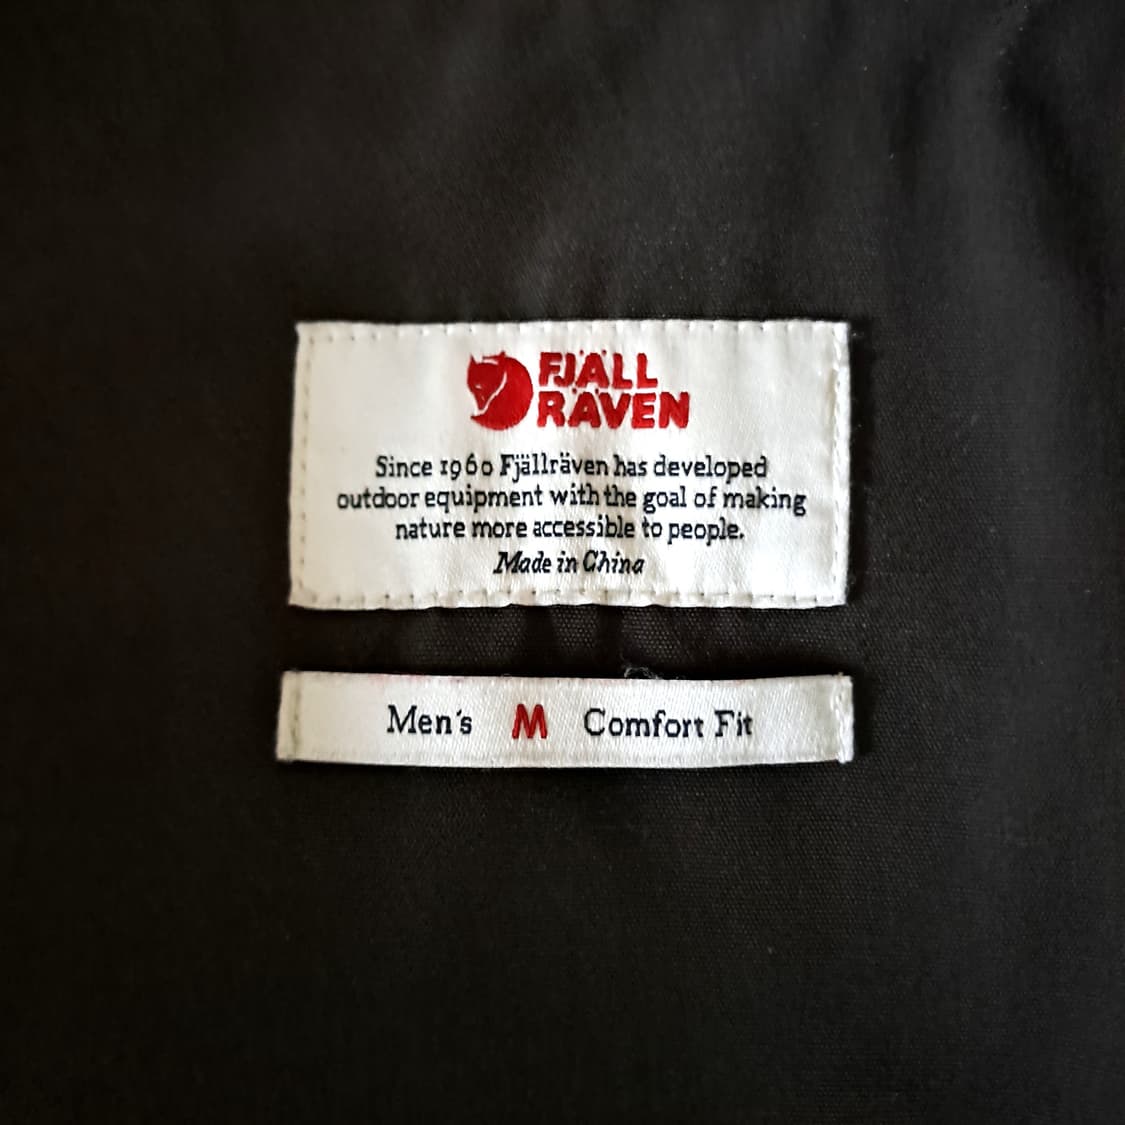 FJÄLL
RÄVEN
Since 1960 Fjällräven has developed
outdoor equipment with the goal of making
nature more accessible to people.
Made in China
Men's M Comfort Fit